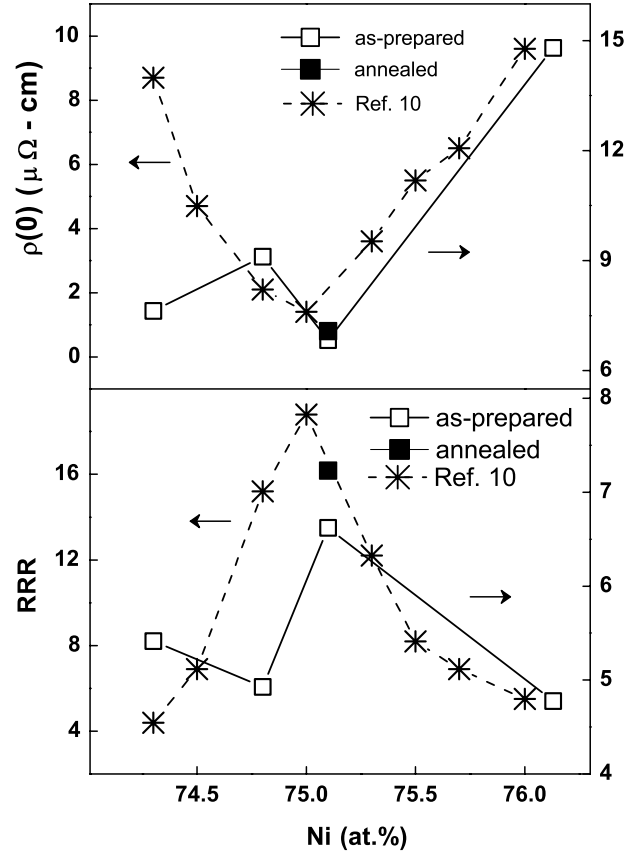 as-prepared
annealed
Ref. 10
ρ(0) (μΩ - cm)
10
8
6
4
2
0
15
12
9
6
as-prepared
annealed
Ref. 10
RRR
16
12
8
4
8
7
6
5
4
74.5 75.0 75.5 76.0
Ni (at.%)